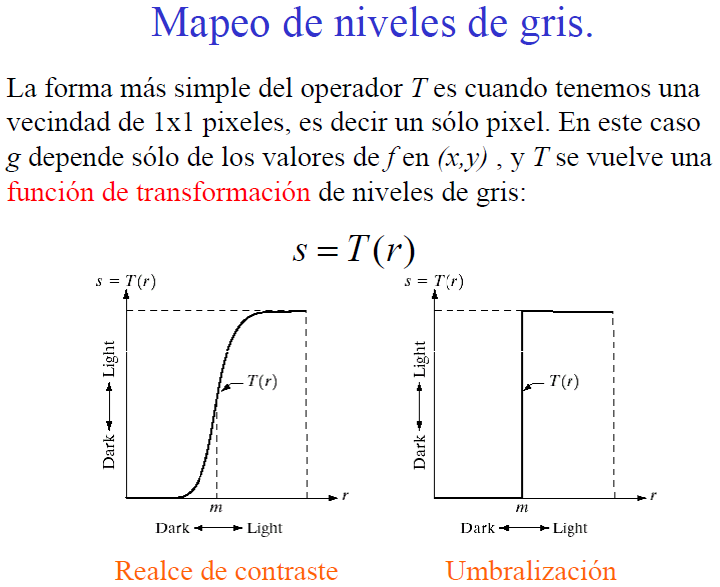 Mapeo de niveles de gris.
La forma más simple del operador T es cuando tenemos una
vecindad de 1x1 pixeles, es decir un sólo pixel. En este caso
g depende sólo de los valores de f en (x,y) , y T se vuelve una
función de transformación de niveles de gris:
s = T(r)
s = T(r)
Light
Dark
T(r)
m
r
Dark
Light
Realce de contraste
s = T(r)
Light
Dark
T(r)
m
r
Dark
Light
Umbralización